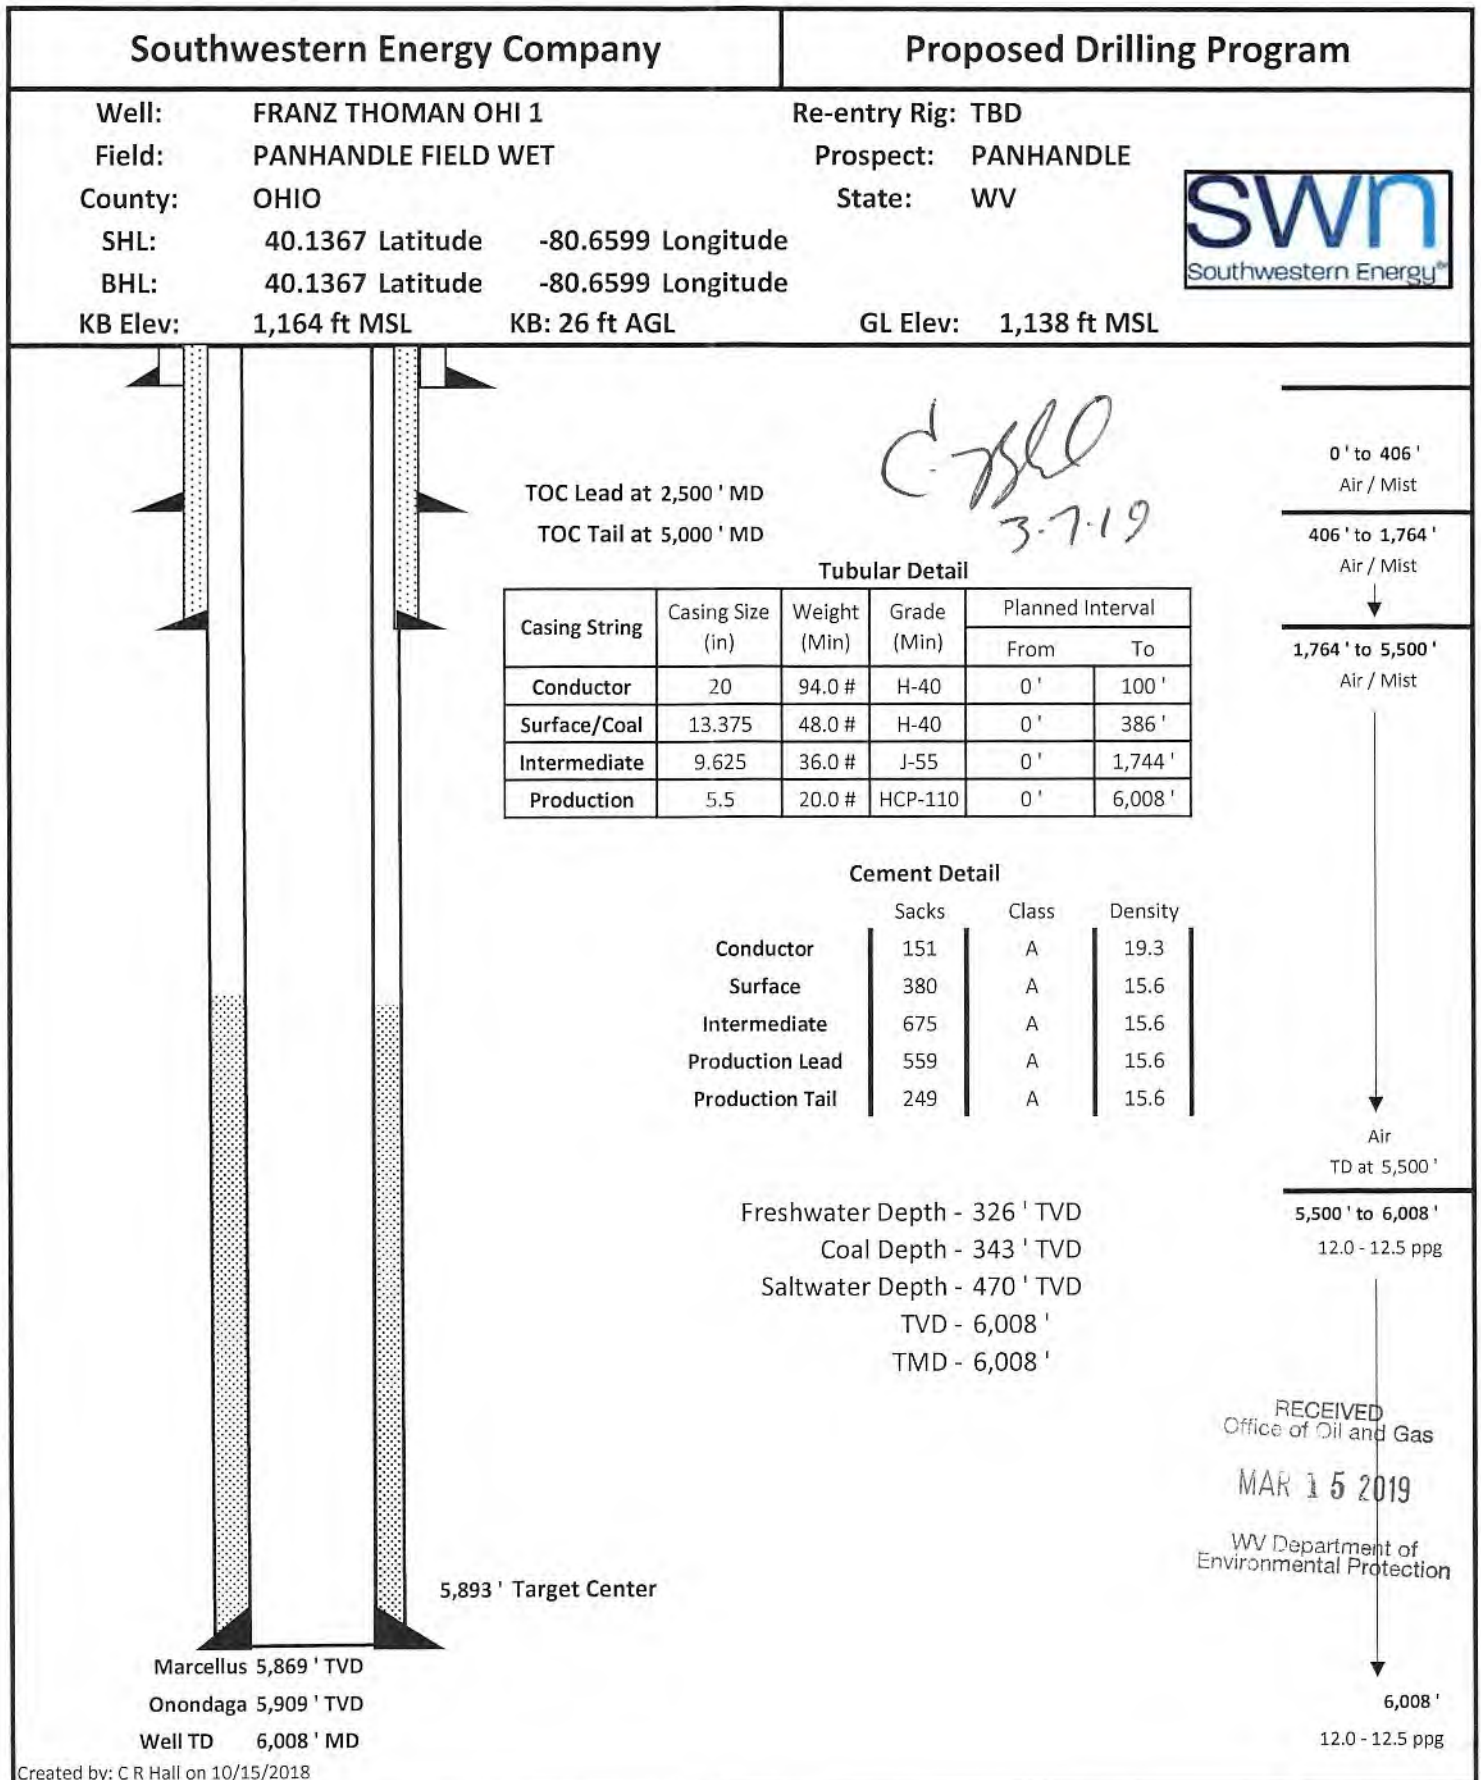 Southwestern Energy Company
Proposed Drilling Program
Well: FRANZ THOMAN OHI 1 Re-entry Rig: TBD
Field: PANHANDLE FIELD WET Prospect: PANHANDLE
County: OHIO State: WV
SHL: 40.1367 Latitude -80.6599 Longitude
BHL: 40.1367 Latitude -80.6599 Longitude
KB Elev: 1,164 ft MSL KB: 26 ft AGL GL Elev: 1,138 ft MSL
swn
Southwestern Energy®
TOC Lead at 2,500 ' MD
TOC Tail at 5,000 ' MD
3-7-19
0 ' to 406 '
Air / Mist
406 ' to 1,764 '
Air / Mist
1,764 ' to 5,500 '
Air / Mist
Tubular Detail
Casing String Casing Size (in) Weight (Min) Grade (Min) Planned Interval
From To
Conductor 20 94.0 # H-40 0 ' 100 '
Surface/Coal 13.375 48.0 # H-40 0 ' 386 '
Intermediate 9.625 36.0 # J-55 0 ' 1,744 '
Production 5.5 20.0 # HCP-110 0 ' 6,008 '
Cement Detail
Sacks Class Density
Conductor 151 A 19.3
Surface 380 A 15.6
Intermediate 675 A 15.6
Production Lead 559 A 15.6
Production Tail 249 A 15.6
Air
TD at 5,500 '
5,500 ' to 6,008 '
12.0 - 12.5 ppg
Freshwater Depth - 326 ' TVD
Coal Depth - 343 ' TVD
Saltwater Depth - 470 ' TVD
TVD - 6,008 '
TMD - 6,008 '
RECEIVED
Office of Oil and Gas
MAR 15 2019
WV Department of
Environmental Protection
5,893 ' Target Center
Marcellus 5,869 ' TVD
Onondaga 5,909 ' TVD
Well TD 6,008 ' MD
6,008 '
12.0 - 12.5 ppg
Created by: C R Hall on 10/15/2018